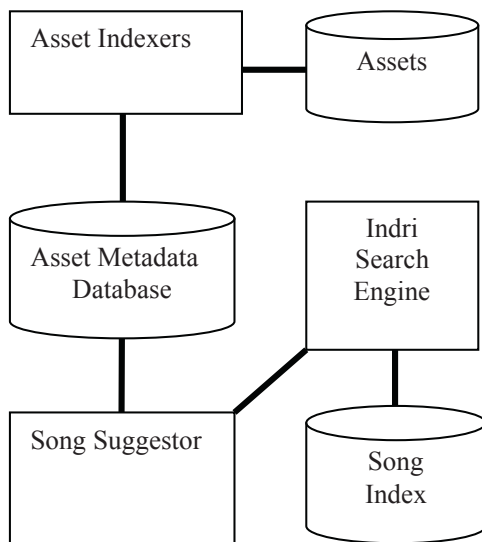 Asset Indexers
Assets
Asset Metadata
Database
Indri
Search
Engine
Song Suggestor
Song
Index